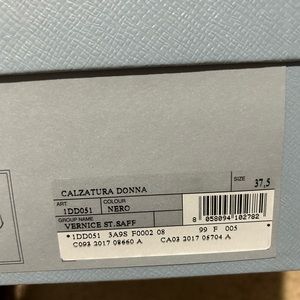 CALZATURA DONNA
SIZE 37,5
ART. COLOUR
1DD051 NERO
GROUP NAME
VERNICE ST.SAFF
8 058094 102782
*1DD051 3A9S F0002 08 99 F 005
C093 2017 08660 A CA03 2017 05704 A